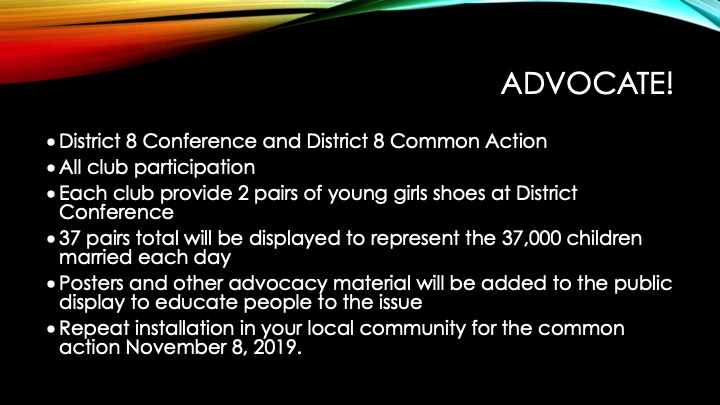 ADVOCATE!
• District 8 Conference and District 8 Common Action
• All club participation
• Each club provide 2 pairs of young girls shoes at District
Conference
• 37 pairs total will be displayed to represent the 37,000 children
married each day
• Posters and other advocacy material will be added to the public
display to educate people to the issue
• Repeat installation in your local community for the common
action November 8, 2019.